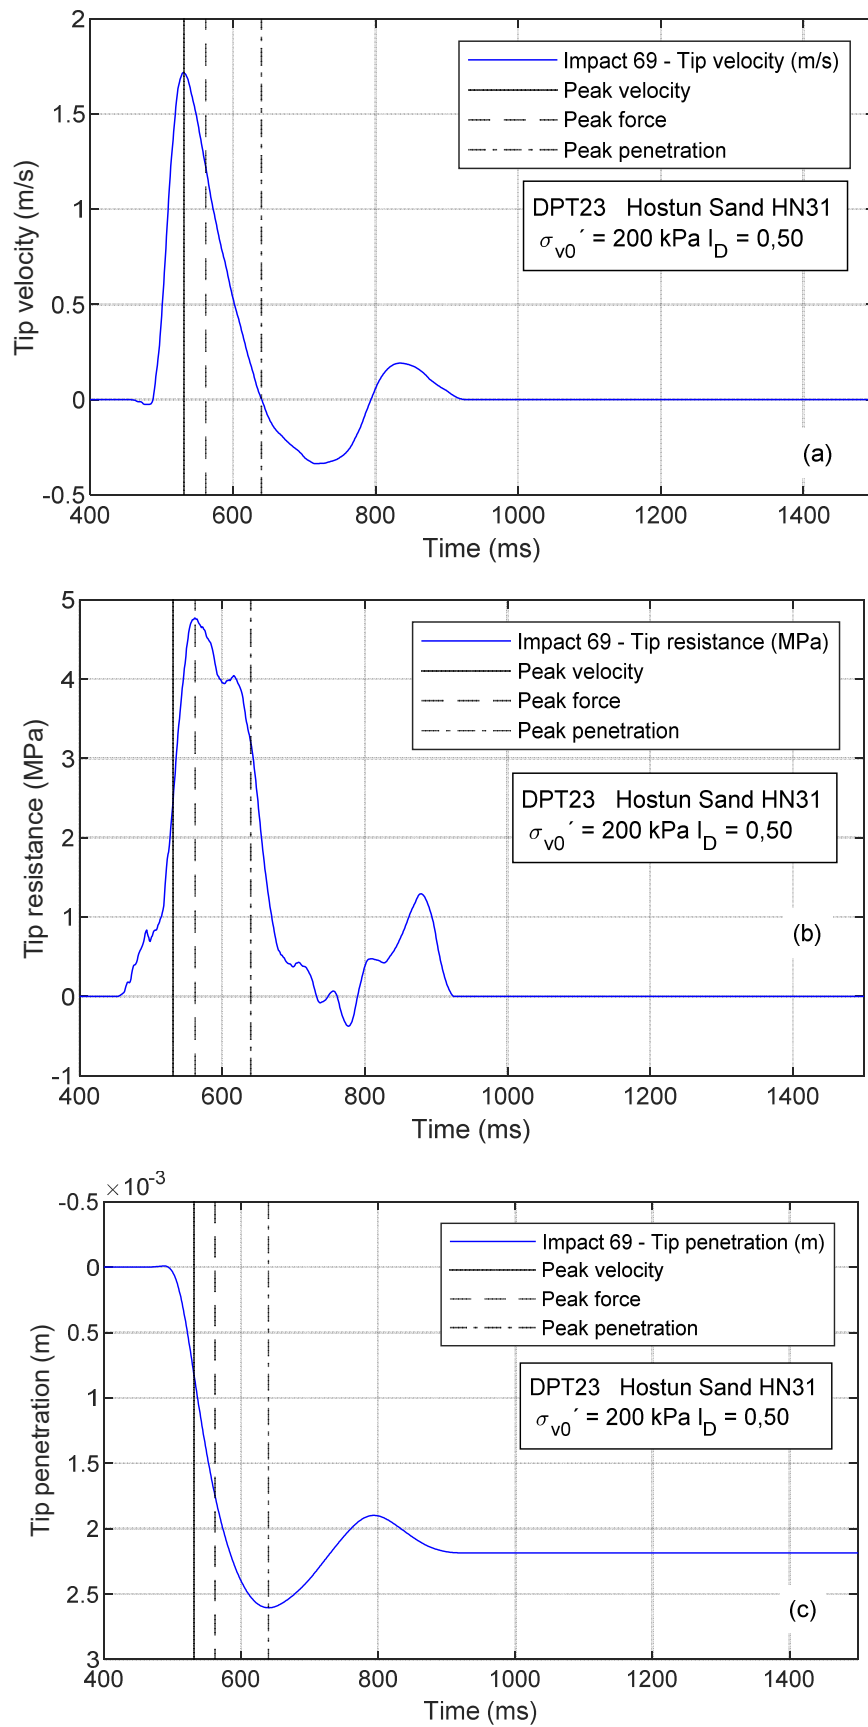 2
1.5
1
0.5
0
-0.5
Tip velocity (m/s)
Impact 69 - Tip velocity (m/s)
Peak velocity
Peak force
Peak penetration
DPT23 Hostun Sand HN31
σv0´ = 200 kPa ID = 0,50
(a)
400 600 800 1000 1200 1400
Time (ms)
5
4
3
2
1
0
-1
Tip resistance (MPa)
Impact 69 - Tip resistance (MPa)
Peak velocity
Peak force
Peak penetration
DPT23 Hostun Sand HN31
σv0´ = 200 kPa ID = 0,50
(b)
400 600 800 1000 1200 1400
Time (ms)
×10-3
-0.5
0
0.5
1
1.5
2
2.5
3
Tip penetration (m)
Impact 69 - Tip penetration (m)
Peak velocity
Peak force
Peak penetration
DPT23 Hostun Sand HN31
σv0´ = 200 kPa ID = 0,50
(c)
400 600 800 1000 1200 1400
Time (ms)